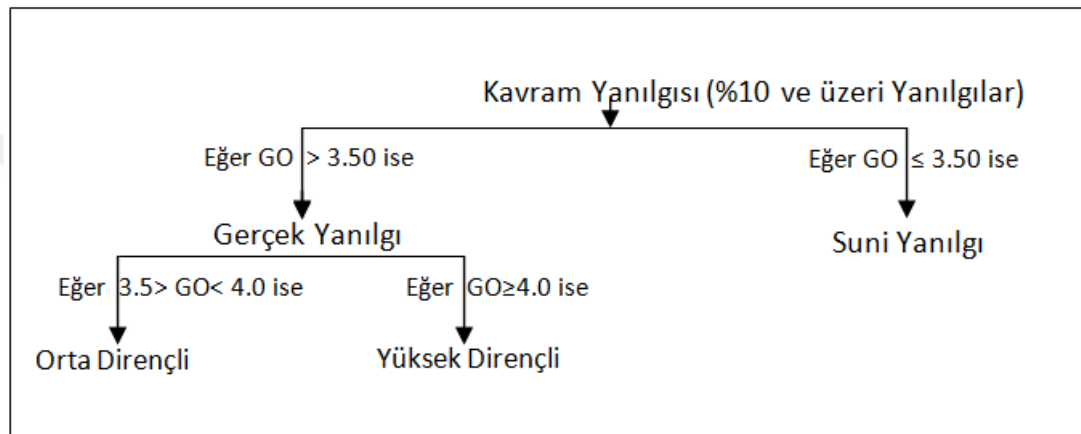 Kavram Yanılgısı (%10 ve üzeri Yanılgılar)
Eğer GO > 3.50 ise
Eğer GO ≤ 3.50 ise
Gerçek Yanılgı
Suni Yanılgı
Eğer 3.5> GO< 4.0 ise
Eğer GO≥4.0 ise
Orta Dirençli
Yüksek Dirençli